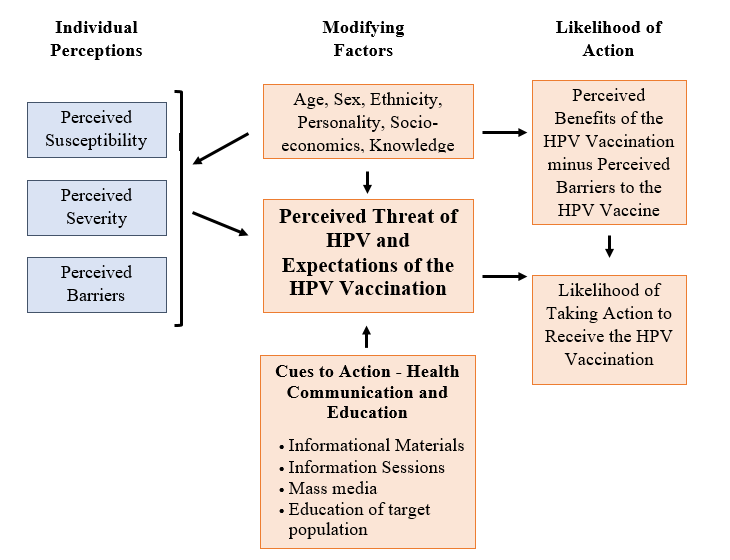 Individual
Perceptions
Modifying
Factors
Likelihood of
Action
Perceived
Susceptibility
Perceived
Severity
Perceived
Barriers
Age, Sex, Ethnicity,
Personality, Socio-
economics, Knowledge
Perceived Threat of
HPV and
Expectations of the
HPV Vaccination
Cues to Action - Health
Communication and
Education
• Informational Materials
• Information Sessions
• Mass media
• Education of target
population
Perceived
Benefits of the
HPV Vaccination
minus Perceived
Barriers to the
HPV Vaccine
Likelihood of
Taking Action to
Receive the HPV
Vaccination